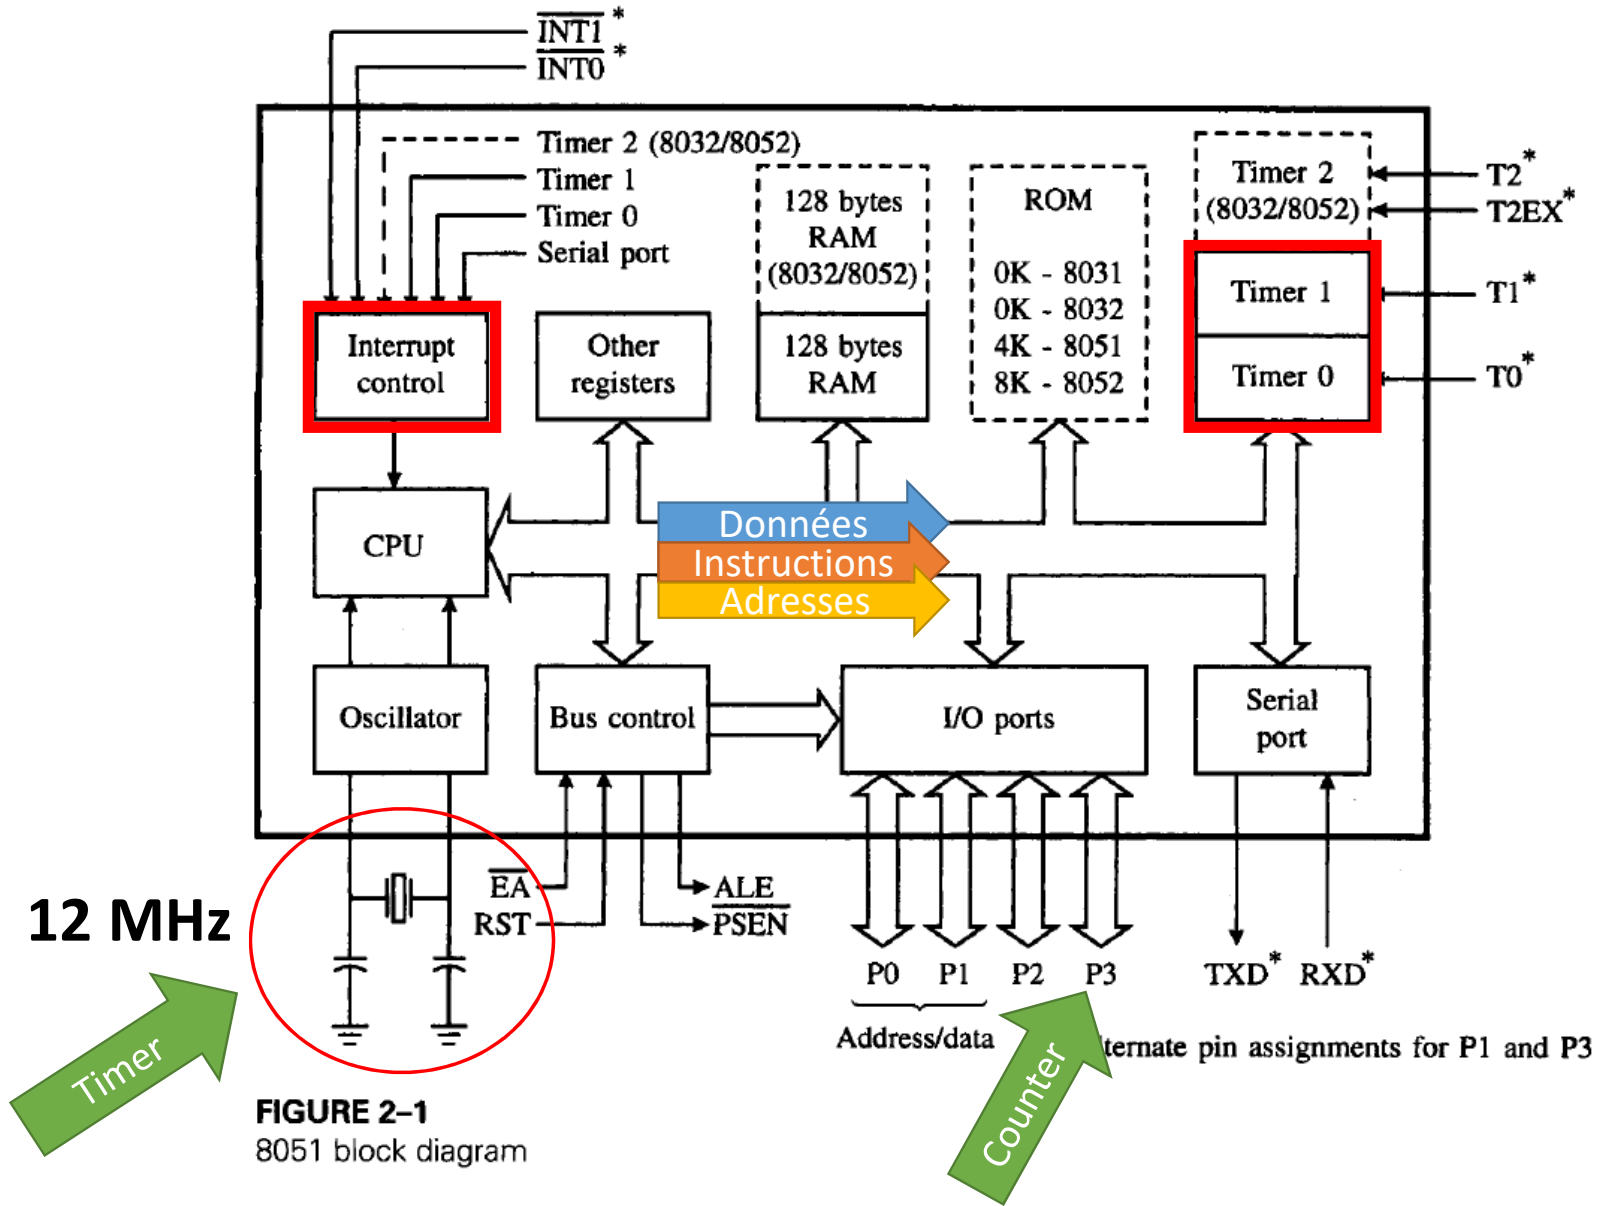 INT1*
INT0*
Timer 2 (8032/8052)
Timer 1
Timer 0
Serial port
Interrupt
control
Other
registers
128 bytes
RAM
(8032/8052)
128 bytes
RAM
ROM
0K - 8031
0K - 8032
4K - 8051
8K - 8052
Timer 2
(8032/8052)
Timer 1
Timer 0
T2*
T2EX*
T1*
T0*
CPU
Données
Instructions
Adresses
Oscillator
Bus control
I/O ports
Serial
port
12 MHz
EA
RST
ALE
PSEN
P0
P1
P2
P3
TXD*
RXD*
Address/data
lternate pin assignments for P1 and P3
Timer
Counter
FIGURE 2–1
8051 block diagram